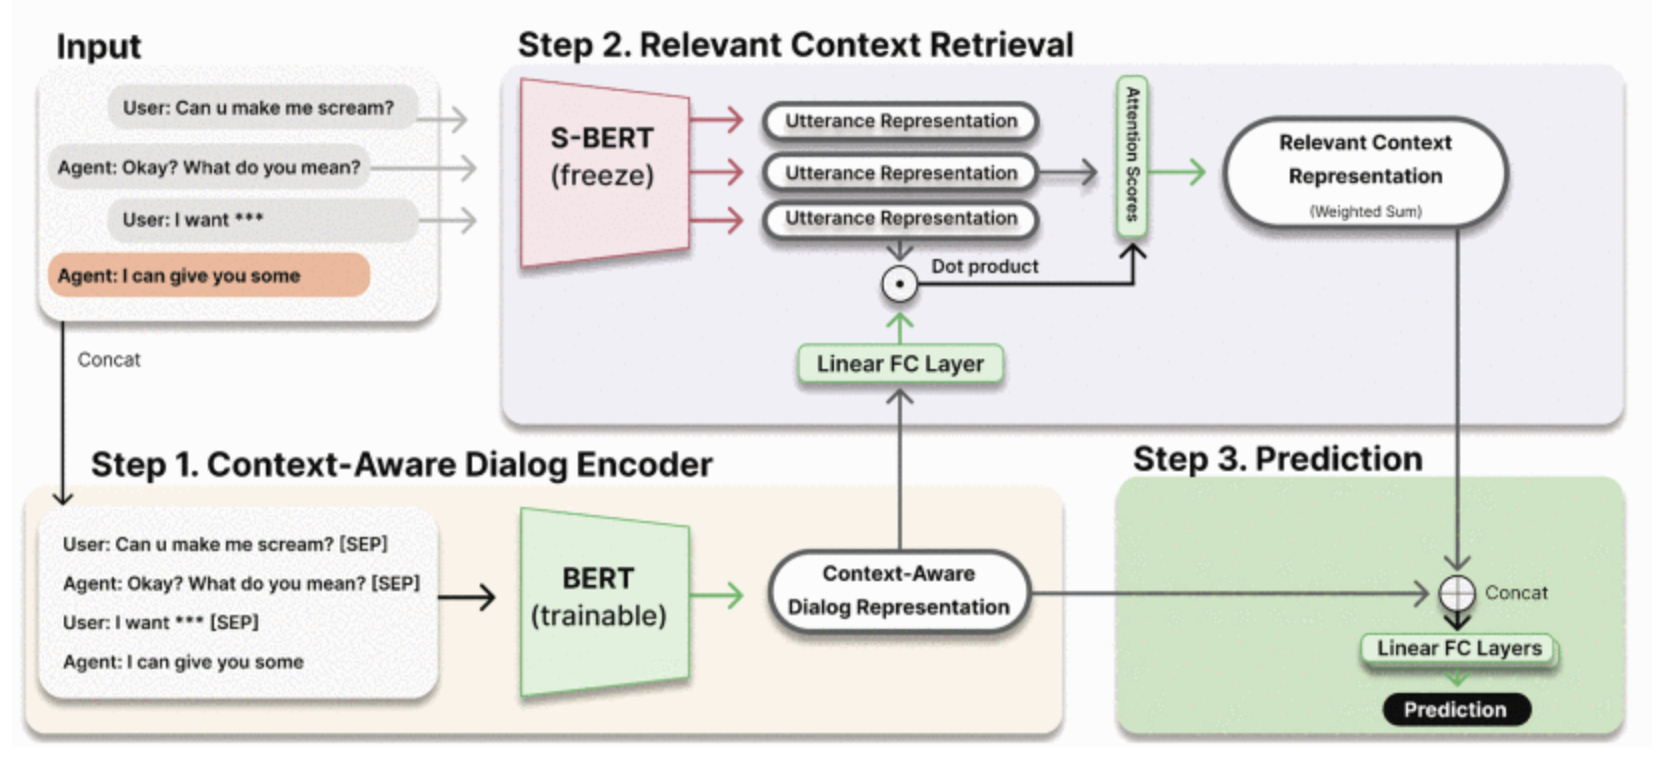 Input
User: Can u make me scream?
Agent: Okay? What do you mean?
User: I want ***
Agent: I can give you some
Concat
Step 2. Relevant Context Retrieval
S-BERT
(freeze)
Utterance Representation
Utterance Representation
Utterance Representation
Dot product
Linear FC Layer
Attention Scores
Relevant Context
Representation
(Weighted Sum)
Step 1. Context-Aware Dialog Encoder
User: Can u make me scream? [SEP]
Agent: Okay? What do you mean? [SEP]
User: I want *** [SEP]
Agent: I can give you some
BERT
(trainable)
Context-Aware
Dialog Representation
Step 3. Prediction
Concat
Linear FC Layers
Prediction